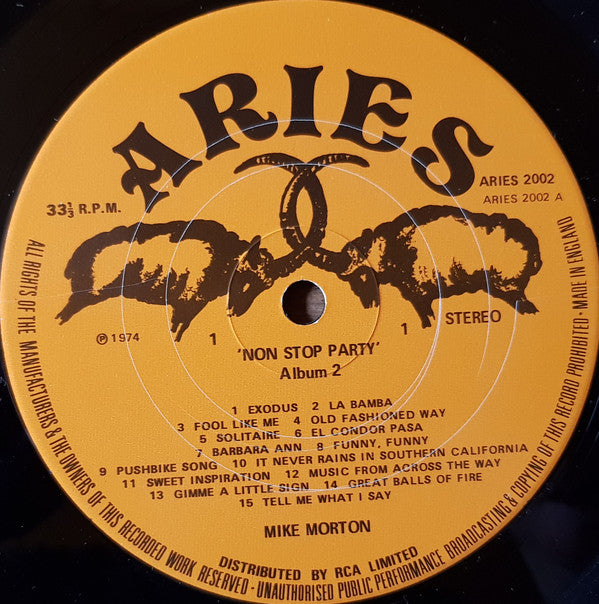 ARIES
ARIES 2002
ARIES 2002 A
33⅓ R.P.M.
℗ 1974
1
1
STEREO
'NON STOP PARTY'
Album 2
1 EXODUS 2 LA BAMBA
3 FOOL LIKE ME 4 OLD FASHIONED WAY
5 SOLITAIRE 6 EL CONDOR PASA
7 BARBARA ANN 8 FUNNY, FUNNY
9 PUSHBIKE SONG 10 IT NEVER RAINS IN SOUTHERN CALIFORNIA
11 SWEET INSPIRATION 12 MUSIC FROM ACROSS THE WAY
13 GIMME A LITTLE SIGN 14 GREAT BALLS OF FIRE
15 TELL ME WHAT I SAY
MIKE MORTON
DISTRIBUTED BY RCA LIMITED
ALL RIGHTS OF THE MANUFACTURERS & THE OWNERS OF THIS RECORDED WORK RESERVED · UNAUTHORISED PUBLIC PERFORMANCE BROADCASTING & COPYING OF THIS RECORD PROHIBITED · MADE IN ENGLAND